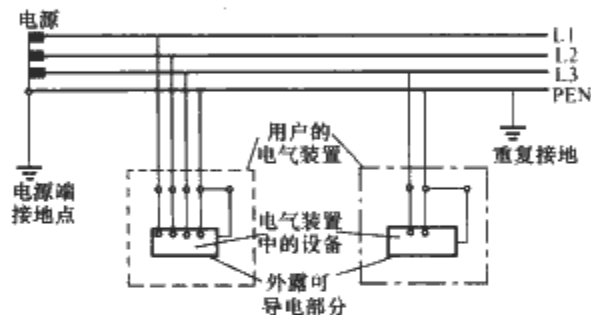 电源
L1
L2
L3
PEN
用户的
电气装置
重复接地
电源端
接地点
电气装置
中的设备
外露可
导电部分